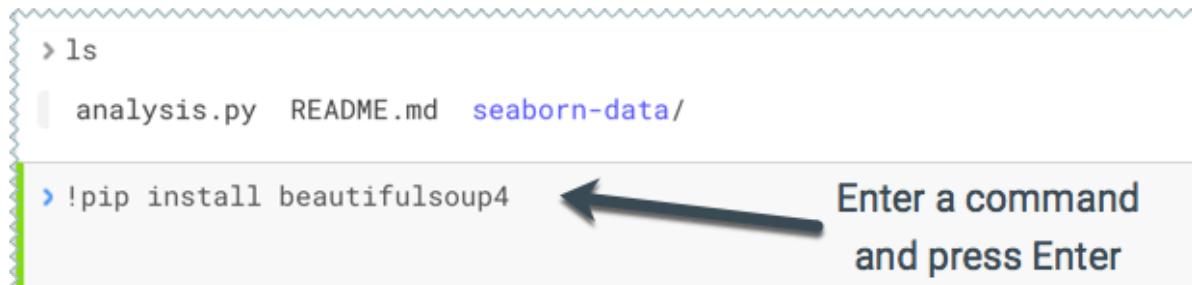 > ls
analysis.py README.md seaborn-data/
> !pip install beautifulsoup4
Enter a command
and press Enter